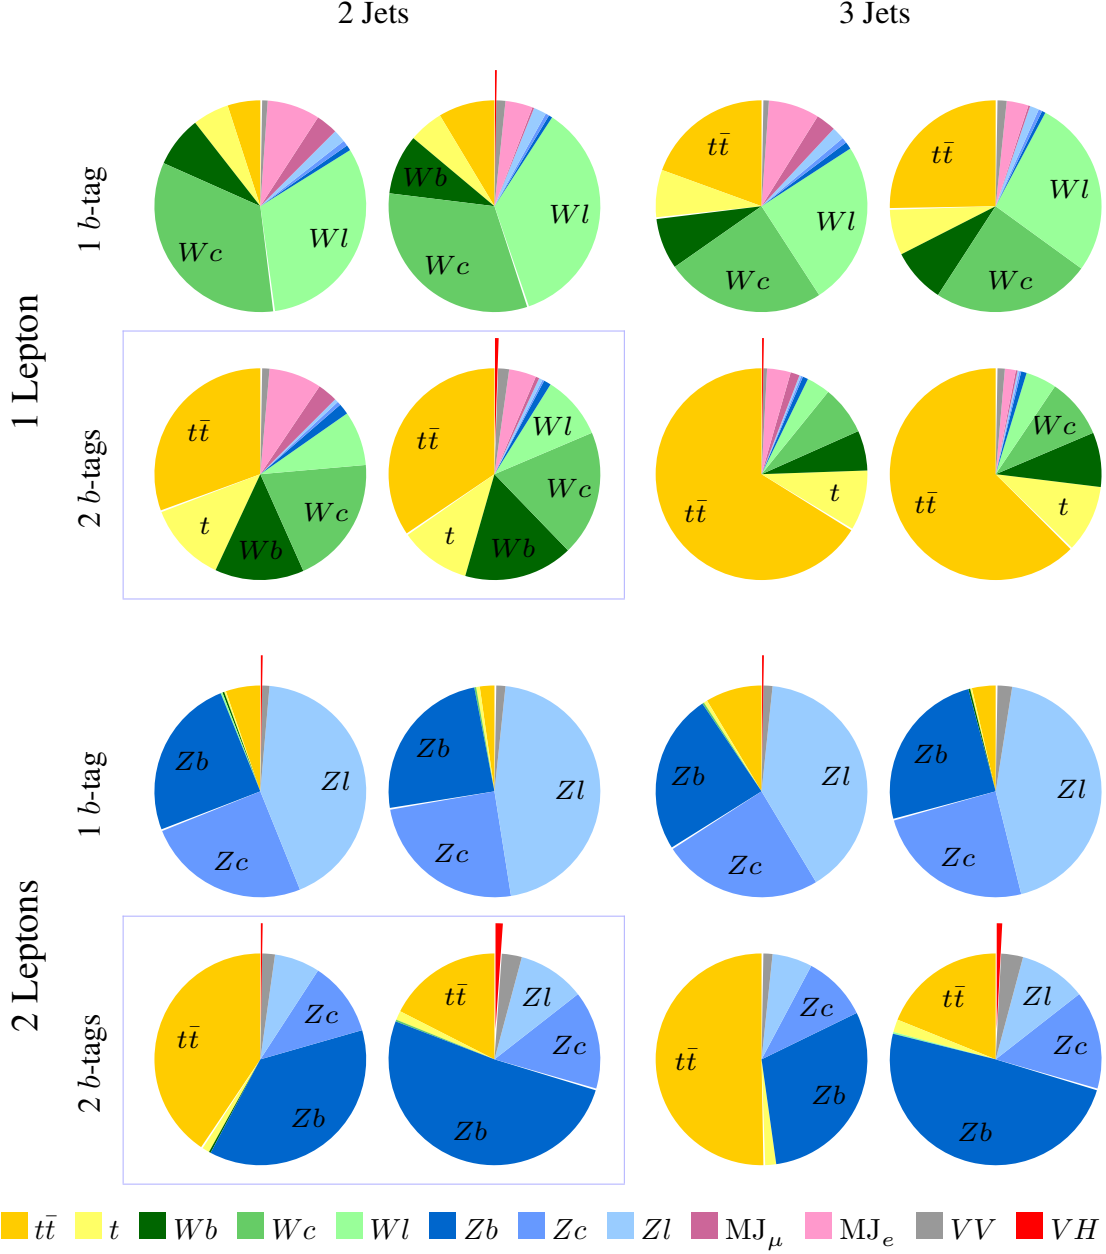 2 Jets 3 Jets
1 Lepton
1 b-tag
Wc Wl
Wb Wc Wl
tt̄ Wc Wl
tt̄ Wc Wl
2 b-tags
tt̄ t Wb Wc
tt̄ t Wb Wc Wl
tt̄ t
tt̄ t Wc
2 Leptons
1 b-tag
Zb Zc Zl
Zb Zc Zl
Zb Zc Zl
Zb Zc Zl
2 b-tags
tt̄ Zc Zb
tt̄ Zl Zc Zb
tt̄ Zc Zb
tt̄ Zl Zc Zb
tt̄ t Wb Wc Wl Zb Zc Zl MJμ MJe VV VH